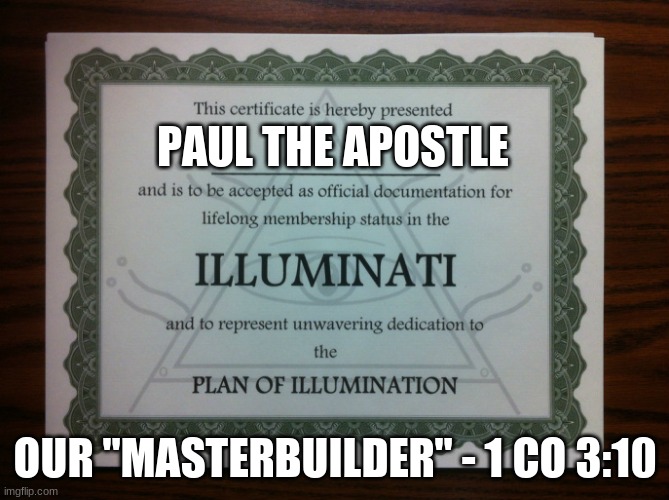 This certificate is hereby presented
PAUL THE APOSTLE
and is to be accepted as official documentation for
lifelong membership status in the
ILLUMINATI
and to represent unwavering dedication to
the
PLAN OF ILLUMINATION
OUR "MASTERBUILDER" - 1 CO 3:10
imgflip.com